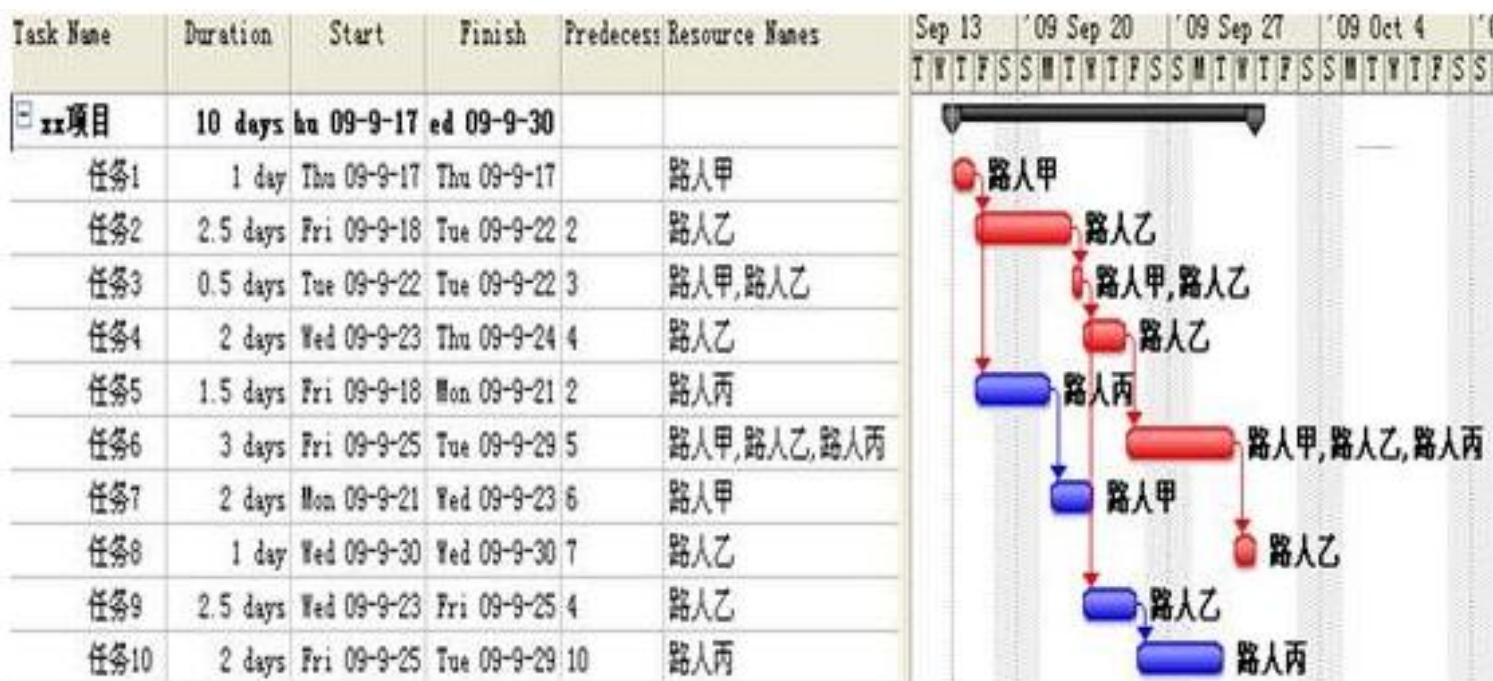 Task Name Duration Start Finish Predecess Resource Names Sep 13 '09 Sep 20 '09 Sep 27 '09 Oct 4
T W T F S S M T W T F S S M T W T F S S M T W T F S S
xx项目 10 days hu 09-9-17 ed 09-9-30
任务1 1 day Thu 09-9-17 Thu 09-9-17 路人甲 路人甲
任务2 2.5 days Fri 09-9-18 Tue 09-9-22 2 路人乙 路人乙
任务3 0.5 days Tue 09-9-22 Tue 09-9-22 3 路人甲,路人乙 路人甲,路人乙
任务4 2 days Wed 09-9-23 Thu 09-9-24 4 路人乙 路人乙
任务5 1.5 days Fri 09-9-18 Mon 09-9-21 2 路人丙 路人丙
任务6 3 days Fri 09-9-25 Tue 09-9-29 5 路人甲,路人乙,路人丙 路人甲,路人乙,路人丙
任务7 2 days Mon 09-9-21 Wed 09-9-23 6 路人甲 路人甲
任务8 1 day Wed 09-9-30 Wed 09-9-30 7 路人乙 路人乙
任务9 2.5 days Wed 09-9-23 Fri 09-9-25 4 路人乙 路人乙
任务10 2 days Fri 09-9-25 Tue 09-9-29 10 路人丙 路人丙